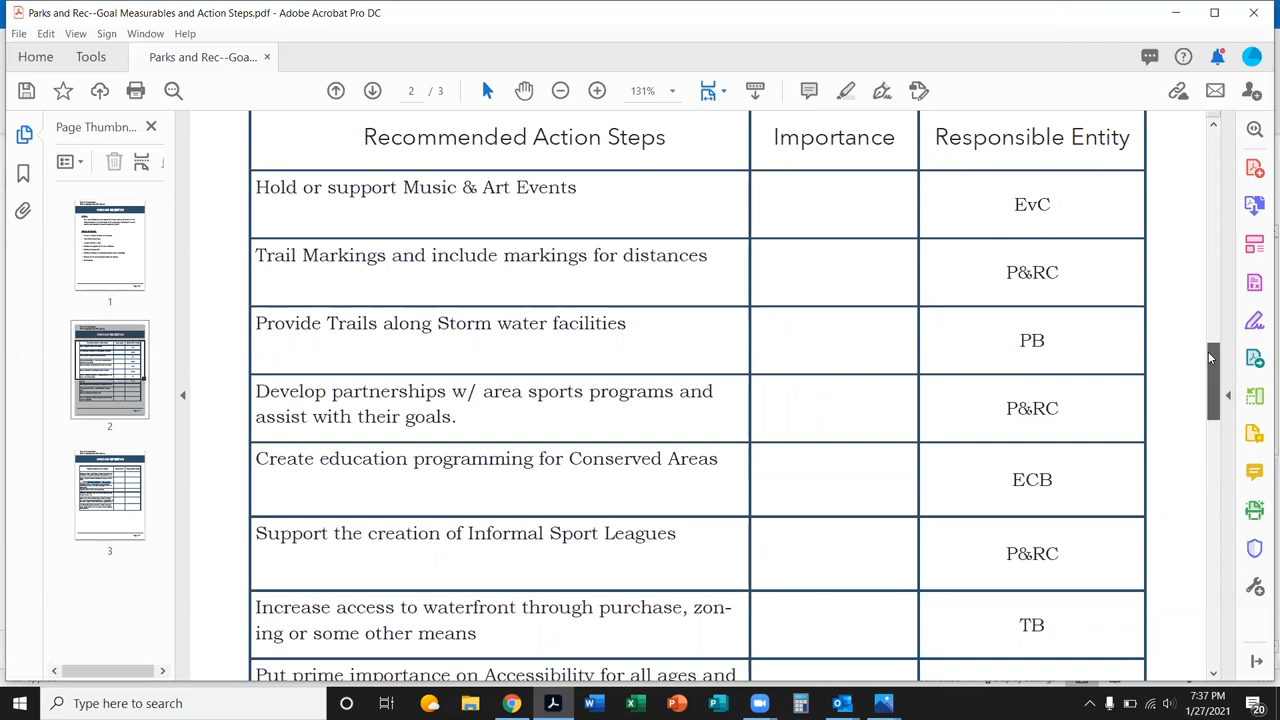 Parks and Rec--Goal Measurables and Action Steps.pdf - Adobe Acrobat Pro DC
File Edit View Sign Window Help
Home Tools Parks and Rec--Goa... ×
2 / 3 131%
Page Thumbn...
Recommended Action Steps Importance Responsible Entity
Hold or support Music & Art Events
EvC
Trail Markings and include markings for distances
P&RC
Provide Trails along Storm water facilities
PB
Develop partnerships w/ area sports programs and
assist with their goals.
P&RC
Create education programming for Conserved Areas
ECB
Support the creation of Informal Sport Leagues
P&RC
Increase access to waterfront through purchase, zon-
ing or some other means
TB
Put prime importance on Accessibility for all ages and
1
2
3
Type here to search
7:37 PM
1/27/2021
20